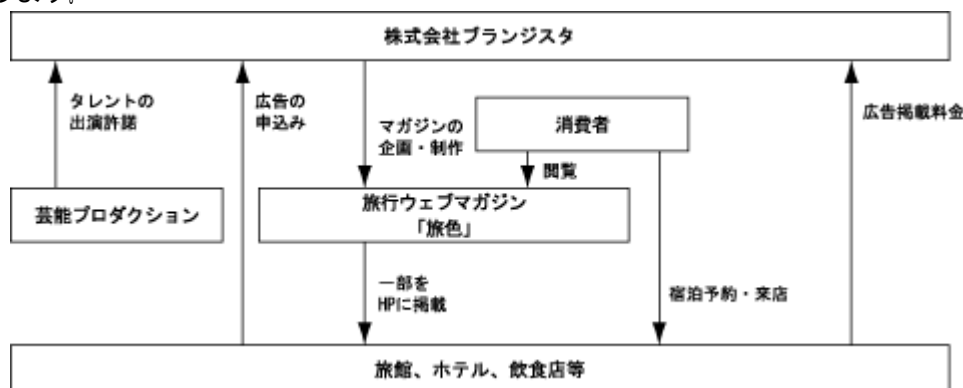 します。
株式会社ブランジスタ
タレントの
出演許諾
広告の
申込み
マガジンの
企画・制作
消費者
広告掲載料金
閲覧
芸能プロダクション
旅行ウェブマガジン
「旅色」
一部を
HPに掲載
宿泊予約・来店
旅館、ホテル、飲食店等